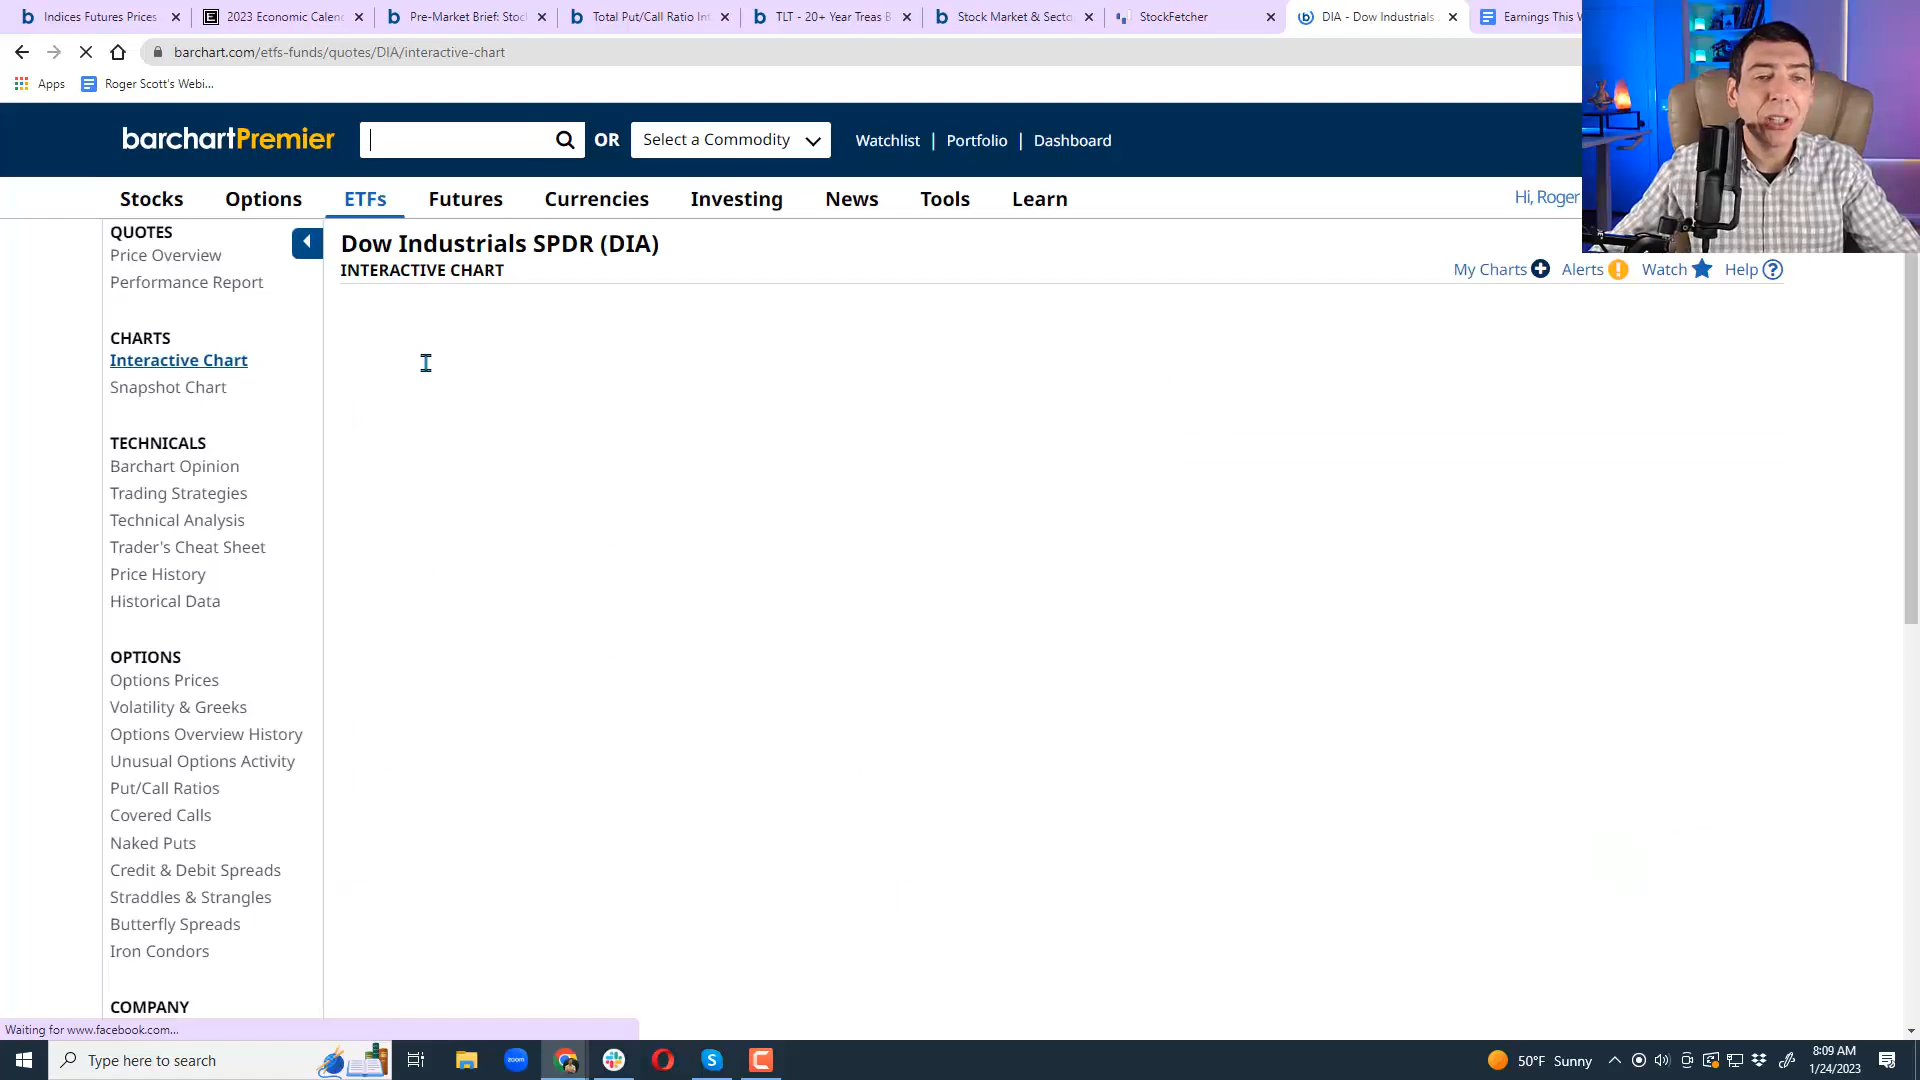 Indices Futures Prices
2023 Economic Calen
Pre-Market Brief: Stoc
Total Put/Call Ratio Int
TLT - 20+ Year Treas B
Stock Market & Secto
StockFetcher
DIA - Dow Industrials
Earnings This W
barchart.com/etfs-funds/quotes/DIA/interactive-chart
Apps
Roger Scott's Webi...
barchartPremier
OR
Select a Commodity
Watchlist | Portfolio | Dashboard
Stocks Options ETFs Futures Currencies Investing News Tools Learn
Hi, Roger
QUOTES
Price Overview
Performance Report
CHARTS
Interactive Chart
Snapshot Chart
TECHNICALS
Barchart Opinion
Trading Strategies
Technical Analysis
Trader's Cheat Sheet
Price History
Historical Data
OPTIONS
Options Prices
Volatility & Greeks
Options Overview History
Unusual Options Activity
Put/Call Ratios
Covered Calls
Naked Puts
Credit & Debit Spreads
Straddles & Strangles
Butterfly Spreads
Iron Condors
COMPANY
Dow Industrials SPDR (DIA)
INTERACTIVE CHART
My Charts Alerts Watch Help
Waiting for www.facebook.com...
Type here to search
zoom
50°F Sunny
8:09 AM
1/24/2023